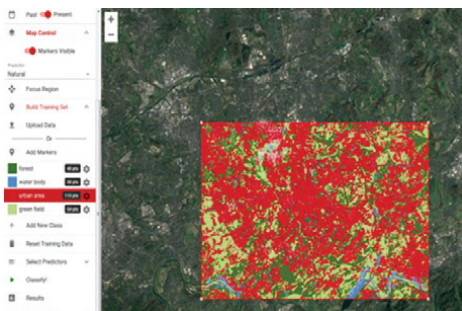 Past Present
Map Control
Markers Visible
Predictor
Natural
Focus Region
Build Training Set
Upload Data
Or
Add Markers
forest
water body
urban area
green field
Add New Class
Reset Training Data
Select Predictors
Classify!
Results
+
−